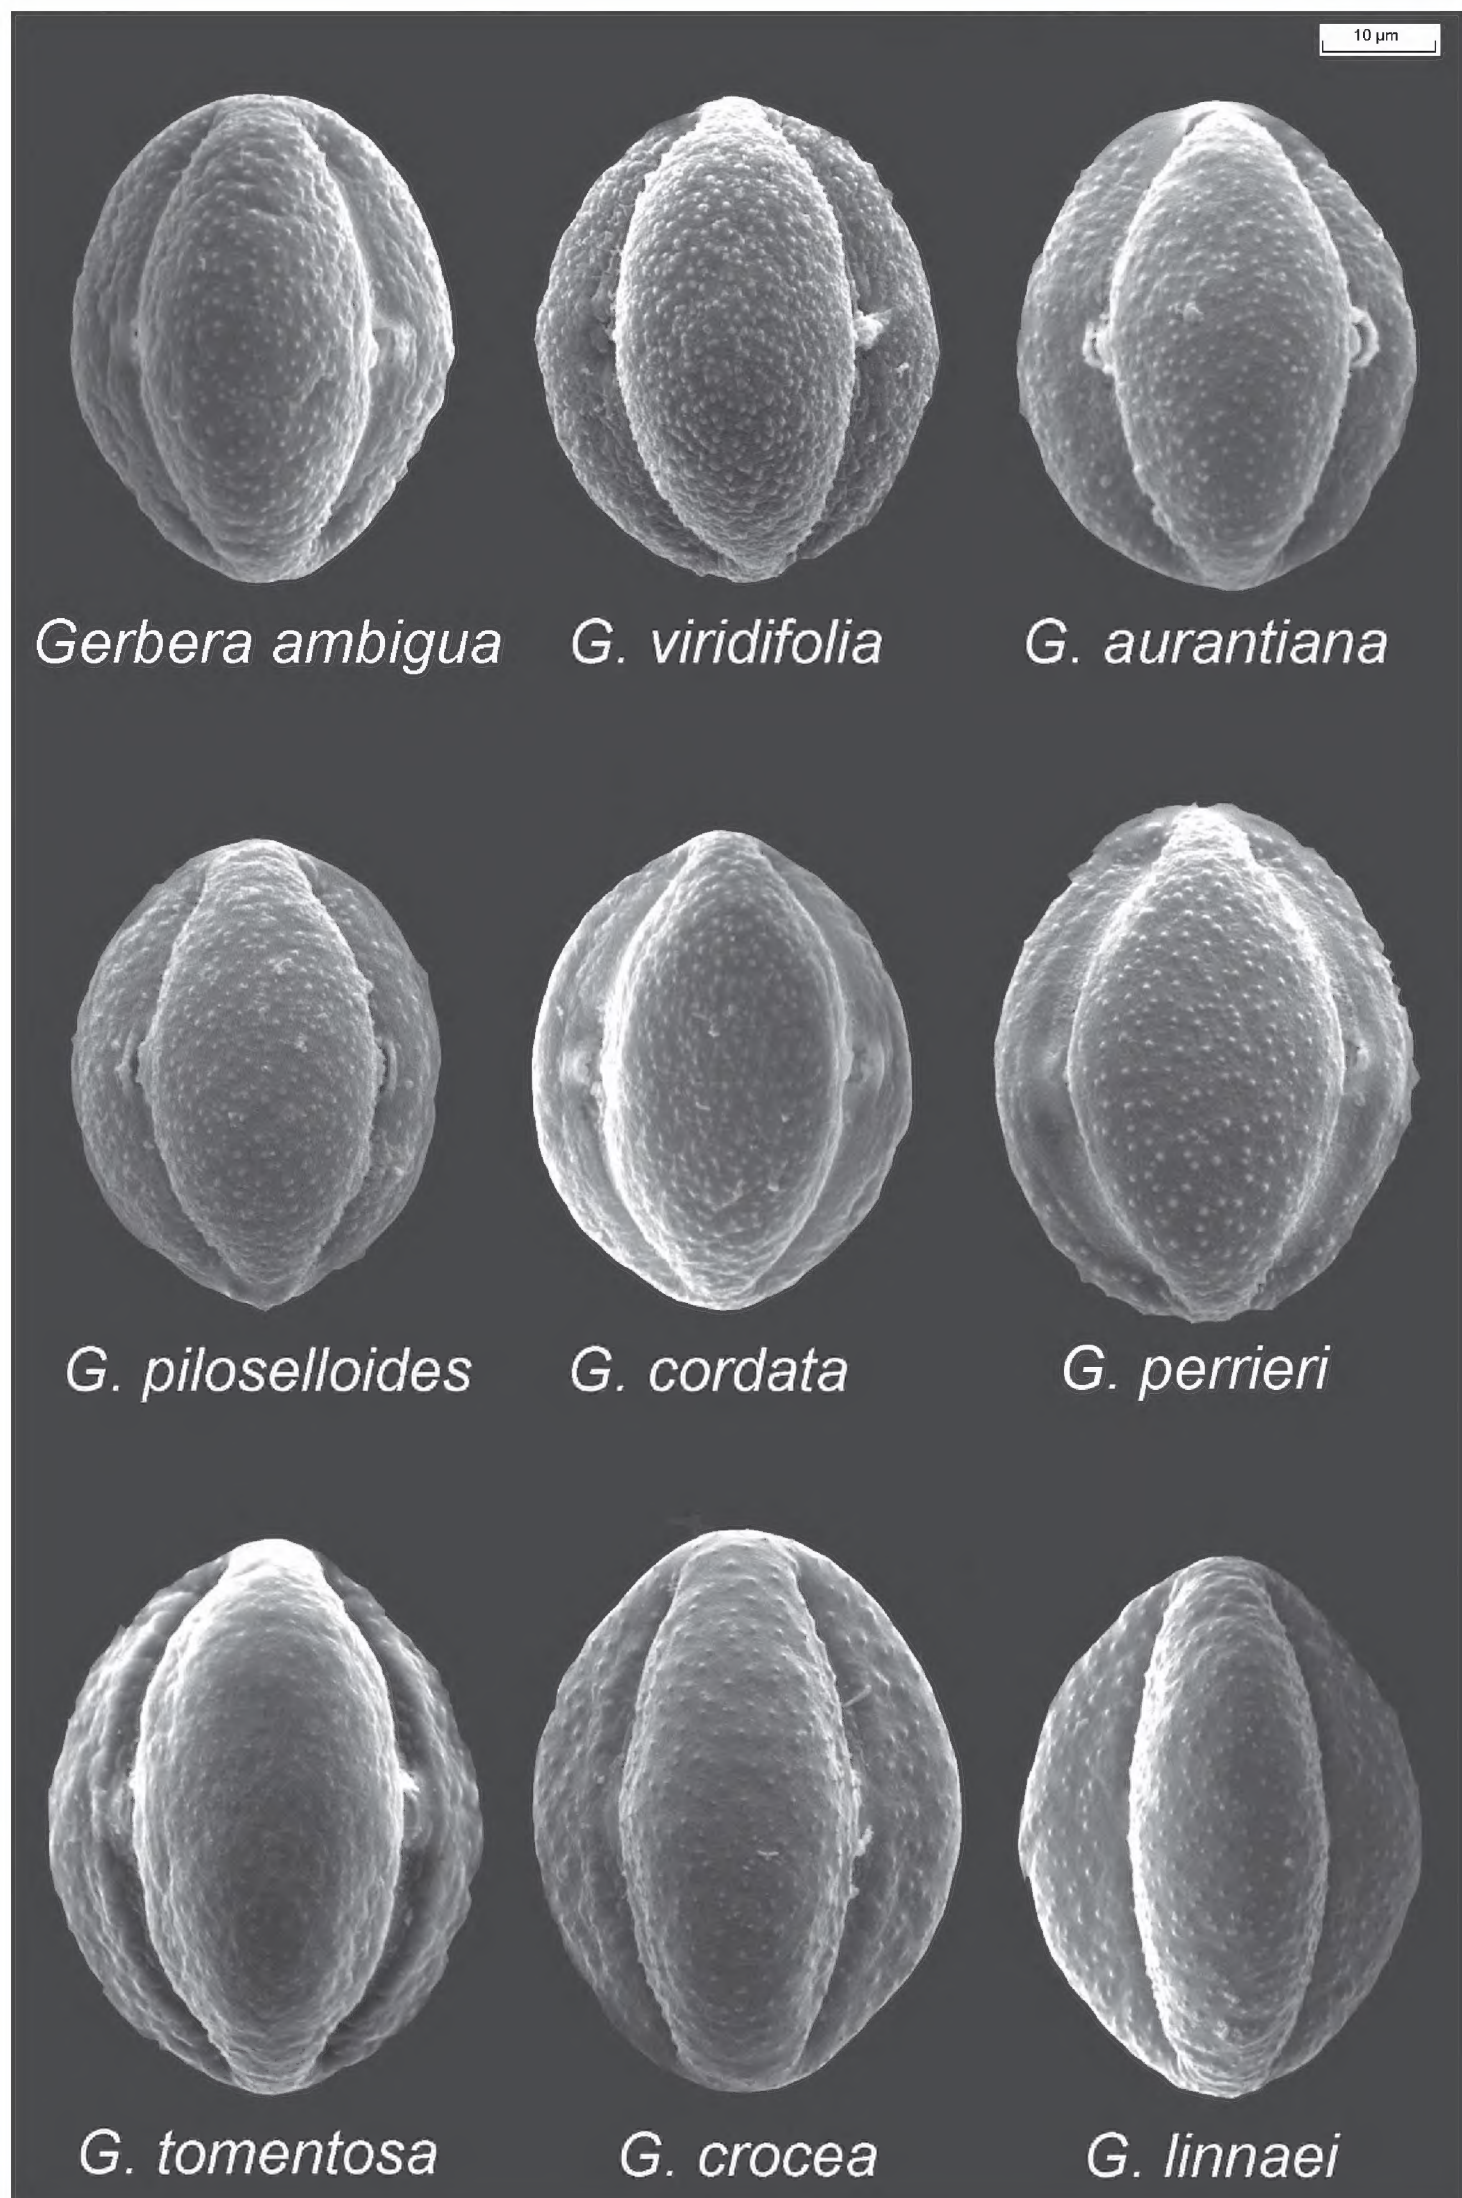 10 µm
Gerbera ambigua
G. viridifolia
G. aurantiana
G. piloselloides
G. cordata
G. perrieri
G. tomentosa
G. crocea
G. linnaei